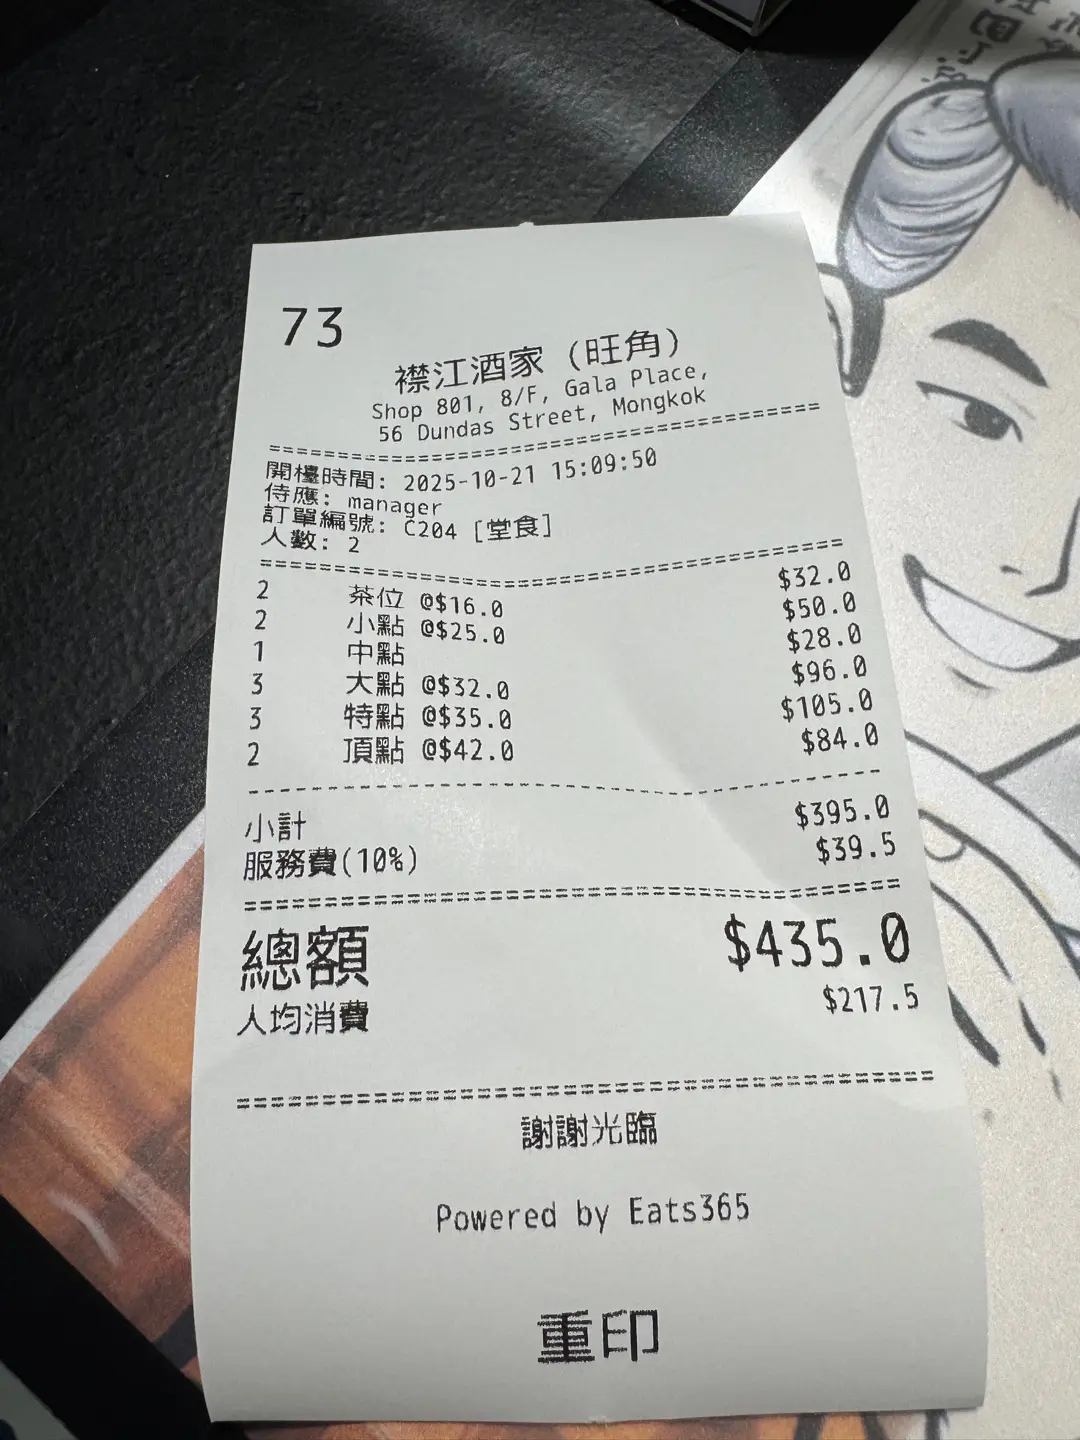 73
襟江酒家 (旺角)
Shop 801, 8/F, Gala Place,
56 Dundas Street, Mongkok
開檯時間: 2025-10-21 15:09:50
侍應: manager
訂單編號: C204 [堂食]
人數: 2
2 茶位 @$16.0 $32.0
2 小點 @$25.0 $50.0
1 中點 $28.0
3 大點 @$32.0 $96.0
3 特點 @$35.0 $105.0
2 頂點 @$42.0 $84.0
小計 $395.0
服務費(10%) $39.5
總額 $435.0
人均消費 $217.5
謝謝光臨
Powered by Eats365
重印